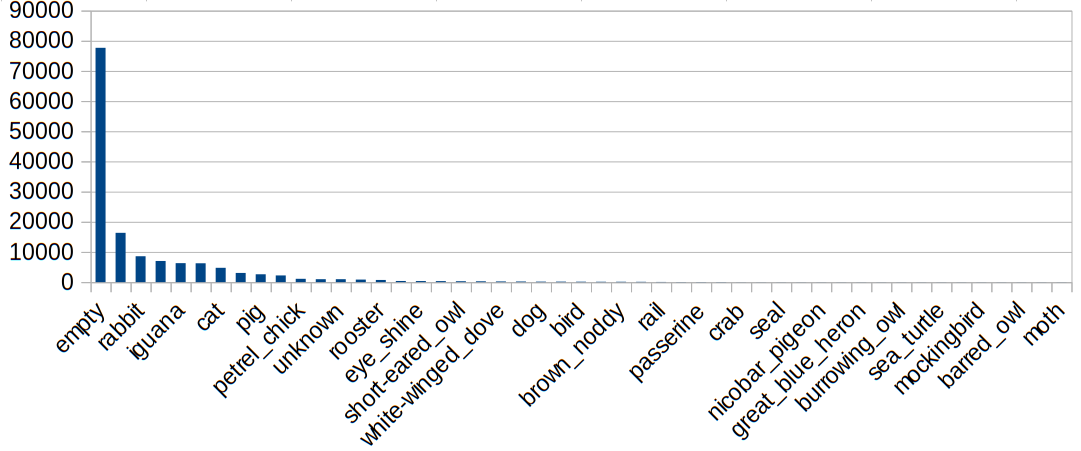 90000
80000
70000
60000
50000
40000
30000
20000
10000
0
empty
rabbit
iguana
cat
pig
petrel_chick
unknown
rooster
eye_shine
short-eared_owl
white-winged_dove
dog
bird
brown_noddy
rail
passerine
crab
seal
nicobar_pigeon
great_blue_heron
burrowing_owl
sea_turtle
mockingbird
barred_owl
moth